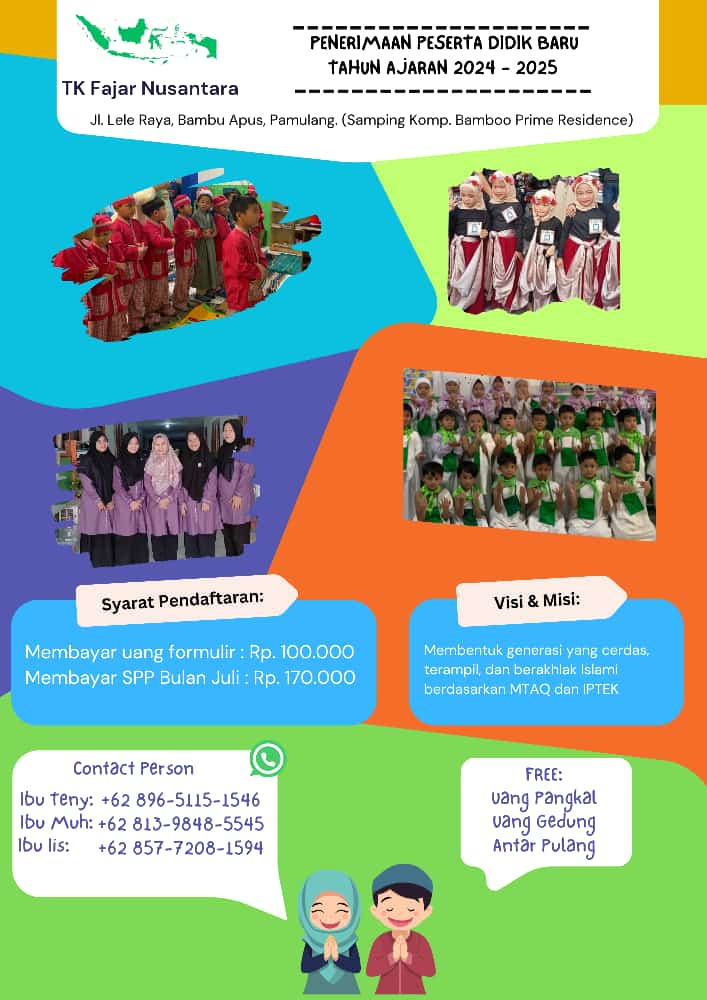 TK Fajar Nusantara
PENERIMAAN PESERTA DIDIK BARU
TAHUN AJARAN 2024 - 2025
Jl. Lele Raya, Bambu Apus, Pamulang. (Samping Komp. Bamboo Prime Residence)
Syarat Pendaftaran:
Membayar uang formulir : Rp. 100.000
Membayar SPP Bulan Juli : Rp. 170.000
Visi & Misi:
Membentuk generasi yang cerdas,
terampil, dan berakhlak Islami
berdasarkan MTAQ dan IPTEK
Contact Person
Ibu Teny: +62 896-5115-1546
Ibu Muh: +62 813-9848-5545
Ibu Iis: +62 857-7208-1594
FREE:
Uang Pangkal
Uang Gedung
Antar Pulang